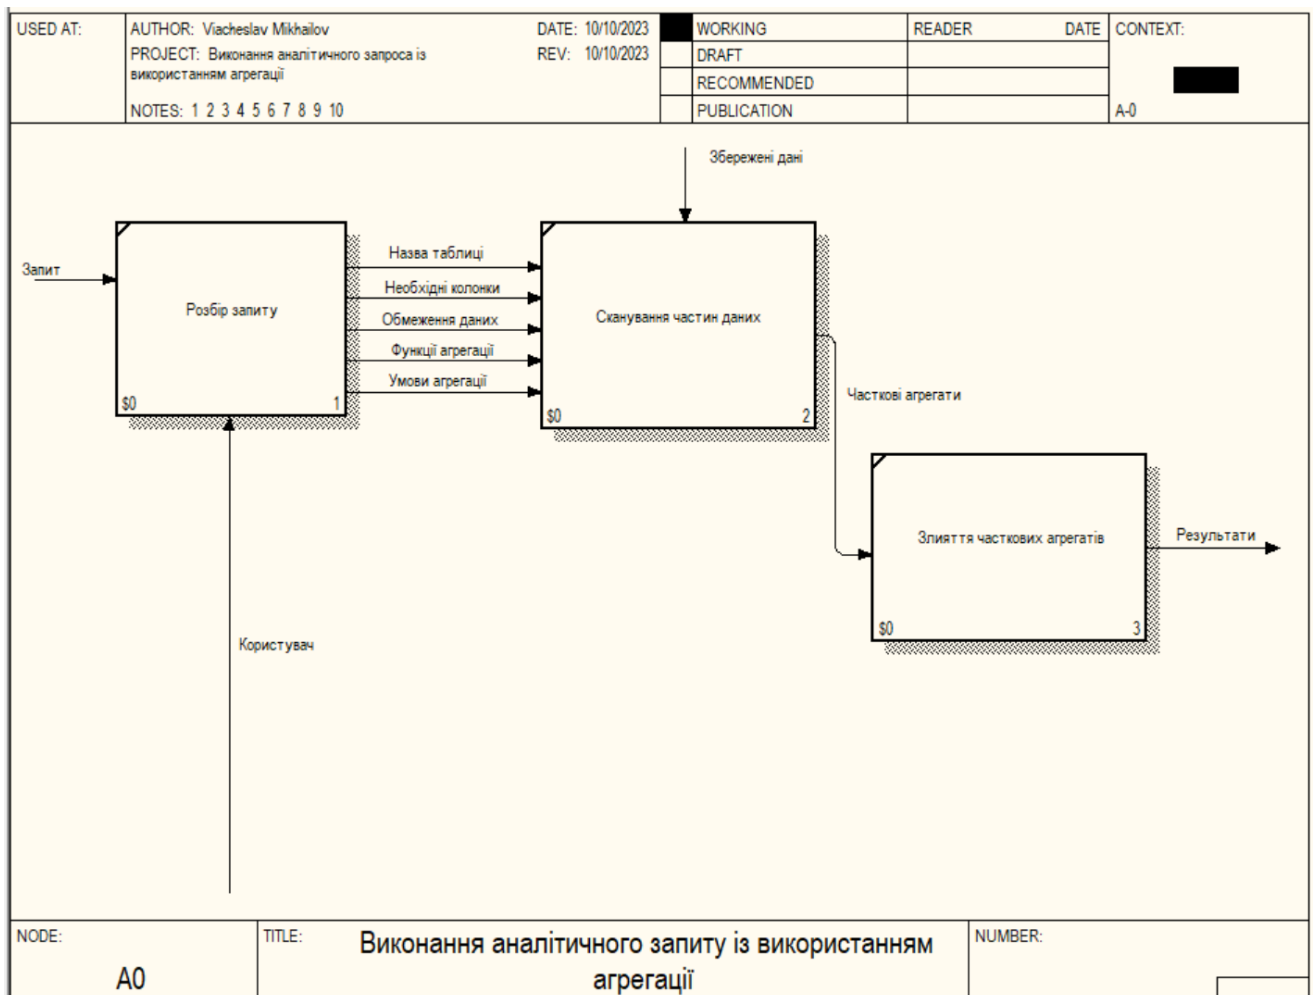 USED AT:
AUTHOR: Viacheslav Mikhailov
DATE: 10/10/2023
PROJECT: Виконання аналітичного запроса із
використанням агрегації
REV: 10/10/2023
NOTES: 1 2 3 4 5 6 7 8 9 10
WORKING
DRAFT
RECOMMENDED
PUBLICATION
READER DATE
CONTEXT:
A-0
Збережені дані
Запит
Розбір запиту
$0 1
Назва таблиці
Необхідні колонки
Обмеження даних
Функції агрегації
Умови агрегації
Сканування частин даних
$0 2
Часткові агрегати
Злияття часткових агрегатів
$0 3
Результати
Користувач
NODE:
A0
TITLE:
Виконання аналітичного запиту із використанням
агрегації
NUMBER: